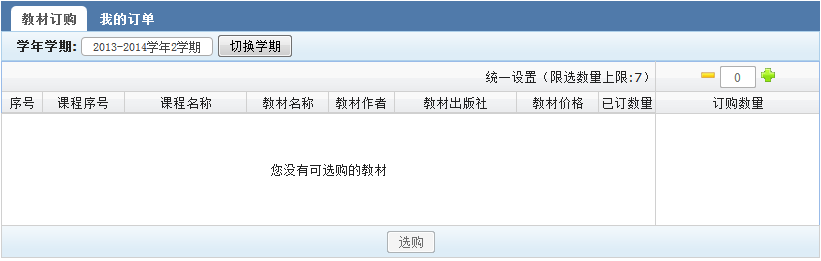 教材订购 我的订单
学年学期: 2013-2014学年2学期 切换学期
统一设置（限选数量上限:7） 0
序号 课程序号 课程名称 教材名称 教材作者 教材出版社 教材价格 已订数量 订购数量
您没有可选购的教材
选购